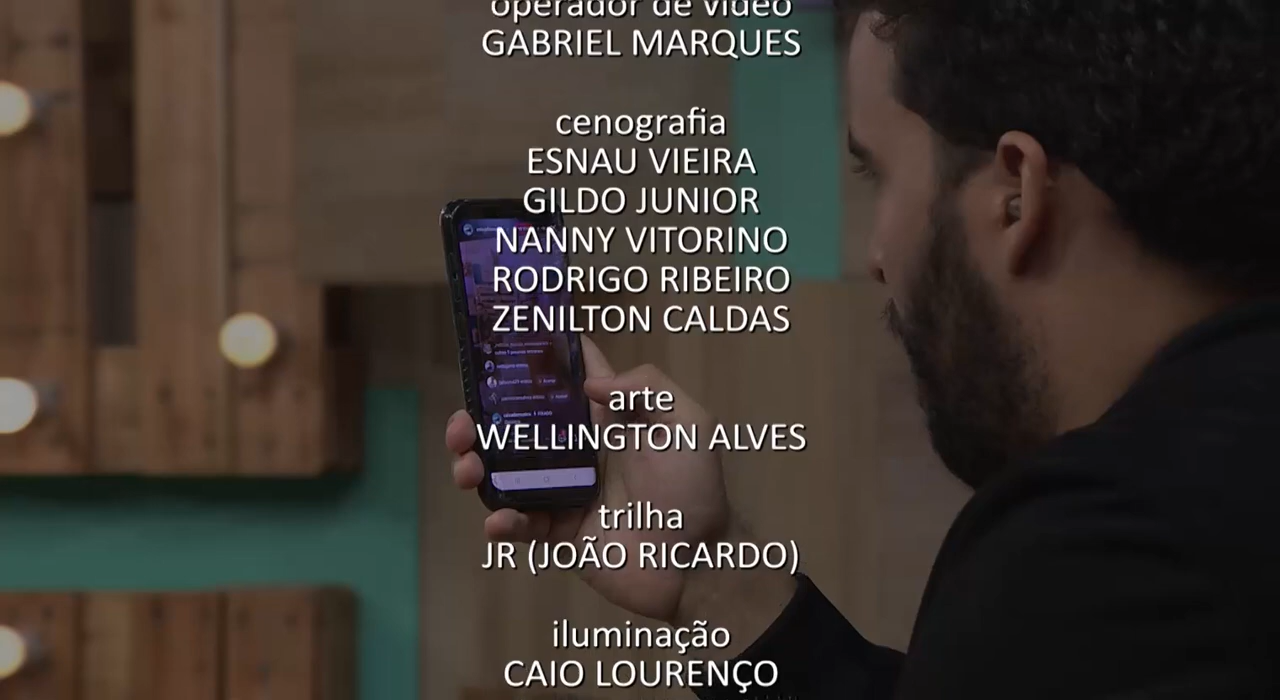 operador de vídeo
GABRIEL MARQUES
cenografia
ESNAU VIEIRA
GILDO JUNIOR
NANNY VITORINO
RODRIGO RIBEIRO
ZENILTON CALDAS
arte
WELLINGTON ALVES
trilha
JR (JOÃO RICARDO)
iluminação
CAIO LOURENÇO